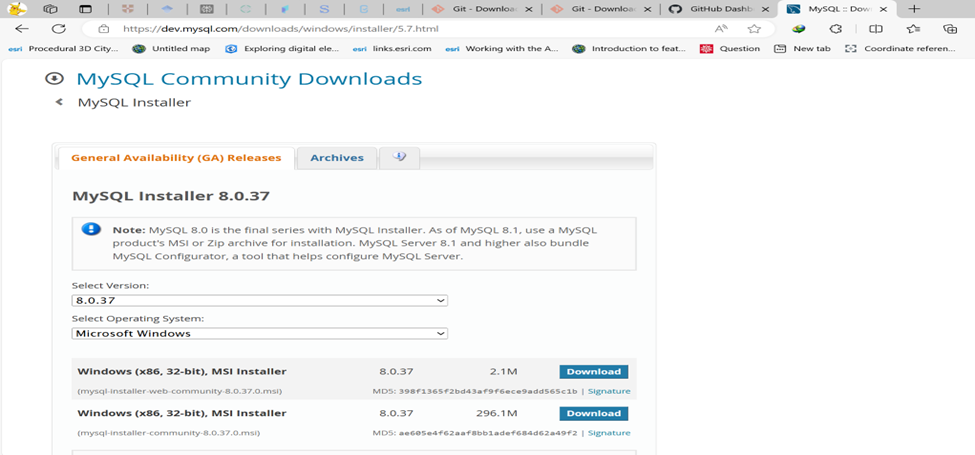 Git - Downloa...
Git - Downloa...
GitHub Dashb...
MySQL :: Dow...
https://dev.mysql.com/downloads/windows/installer/5.7.html
Procedural 3D City...
Untitled map
Exploring digital ele...
esri links.esri.com
esri Working with the A...
Introduction to feat...
Question
New tab
Coordinate referen...
MySQL Community Downloads
MySQL Installer
General Availability (GA) Releases
Archives
MySQL Installer 8.0.37
Note: MySQL 8.0 is the final series with MySQL Installer. As of MySQL 8.1, use a MySQL
product's MSI or Zip archive for installation. MySQL Server 8.1 and higher also bundle
MySQL Configurator, a tool that helps configure MySQL Server.
Select Version:
8.0.37
Select Operating System:
Microsoft Windows
Windows (x86, 32-bit), MSI Installer 8.0.37 2.1M Download
(mysql-installer-web-community-8.0.37.0.msi) MD5: 398f1365f2bd43af9f6ece9add565c1b | Signature
Windows (x86, 32-bit), MSI Installer 8.0.37 296.1M Download
(mysql-installer-community-8.0.37.0.msi) MD5: ae605e4f62aaf8bb1adef684d62a49f2 | Signature